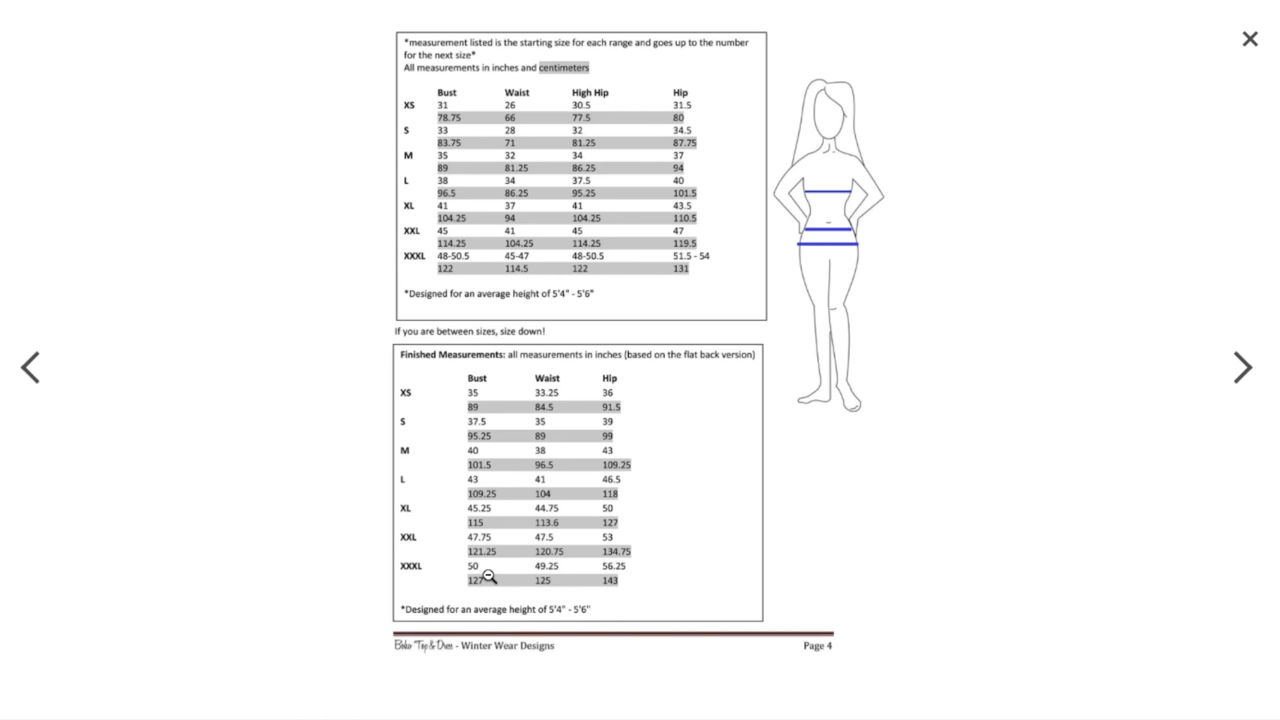 *measurement listed is the starting size for each range and goes up to the number
for the next size*
All measurements in inches and centimeters
Bust Waist High Hip Hip
XS 31 26 30.5 31.5
78.75 66 77.5 80
S 33 28 32 34.5
83.75 71 81.25 87.75
M 35 32 34 37
89 81.25 86.25 94
L 38 34 37.5 40
96.5 86.25 95.25 101.5
XL 41 37 41 43.5
104.25 94 104.25 110.5
XXL 45 41 45 47
114.25 104.25 114.25 119.5
XXXL 48-50.5 45-47 48-50.5 51.5 - 54
122 114.5 122 131
*Designed for an average height of 5'4" - 5'6"
If you are between sizes, size down!
Finished Measurements: all measurements in inches (based on the flat back version)
Bust Waist Hip
XS 35 33.25 36
89 84.5 91.5
S 37.5 35 39
95.25 89 99
M 40 38 43
101.5 96.5 109.25
L 43 41 46.5
109.25 104 118
XL 45.25 44.75 50
115 113.6 127
XXL 47.75 47.5 53
121.25 120.75 134.75
XXXL 50 49.25 56.25
127 125 143
*Designed for an average height of 5'4" - 5'6"
Boho Top & Dress - Winter Wear Designs Page 4